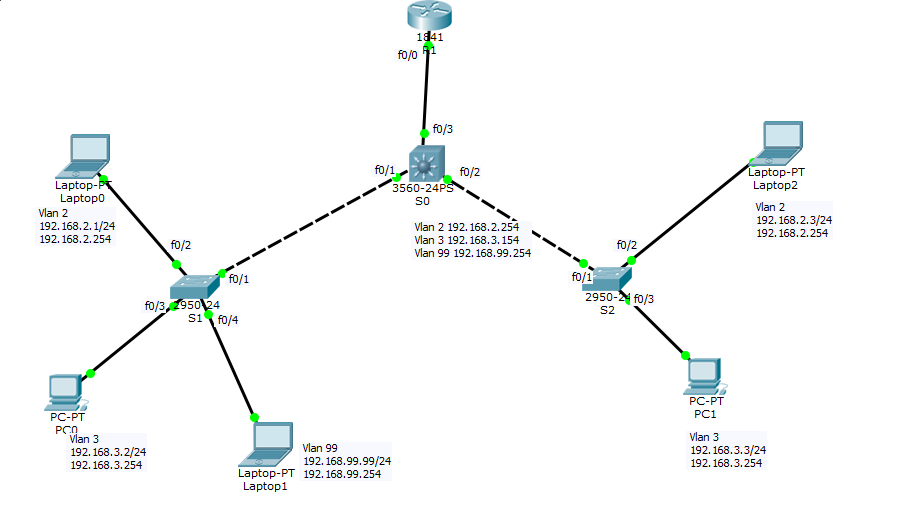 1841
R1
f0/0
f0/3
f0/1
f0/2
3560-24PS
S0
Vlan 2 192.168.2.254
Vlan 3 192.168.3.154
Vlan 99 192.168.99.254
Laptop-PT
Laptop0
Vlan 2
192.168.2.1/24
192.168.2.254
Laptop-PT
Laptop2
Vlan 2
192.168.2.3/24
192.168.2.254
f0/2
f0/1
f0/3
2950-24
S1
f0/4
f0/2
f0/1
2950-24
S2
f0/3
PC-PT
PC0
Vlan 3
192.168.3.2/24
192.168.3.254
Laptop-PT
Laptop1
Vlan 99
192.168.99.99/24
192.168.99.254
PC-PT
PC1
Vlan 3
192.168.3.3/24
192.168.3.254